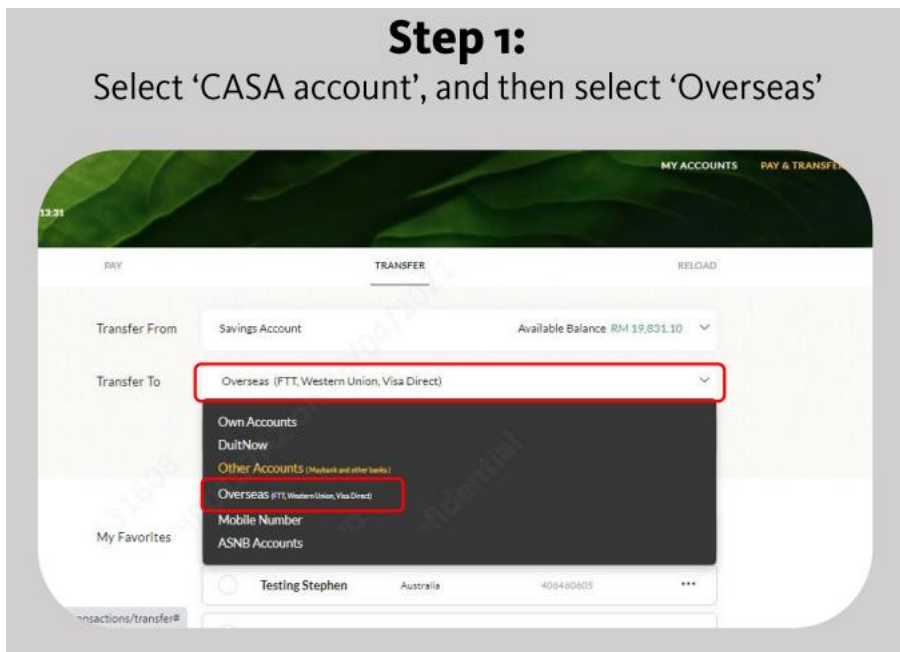 Step 1:
Select ‘CASA account’, and then select ‘Overseas’
MY ACCOUNTS PAY & TRANSFER
13:31
PAY TRANSFER RELOAD
Transfer From Savings Account Available Balance RM 19,831.10
Transfer To Overseas (FTT, Western Union, Visa Direct)
Own Accounts
DuitNow
Other Accounts (Maybank and other banks)
Overseas (FTT, Western Union, Visa Direct)
Mobile Number
My Favorites ASNB Accounts
Testing Stephen Australia 406460605
nsactions/transfer#